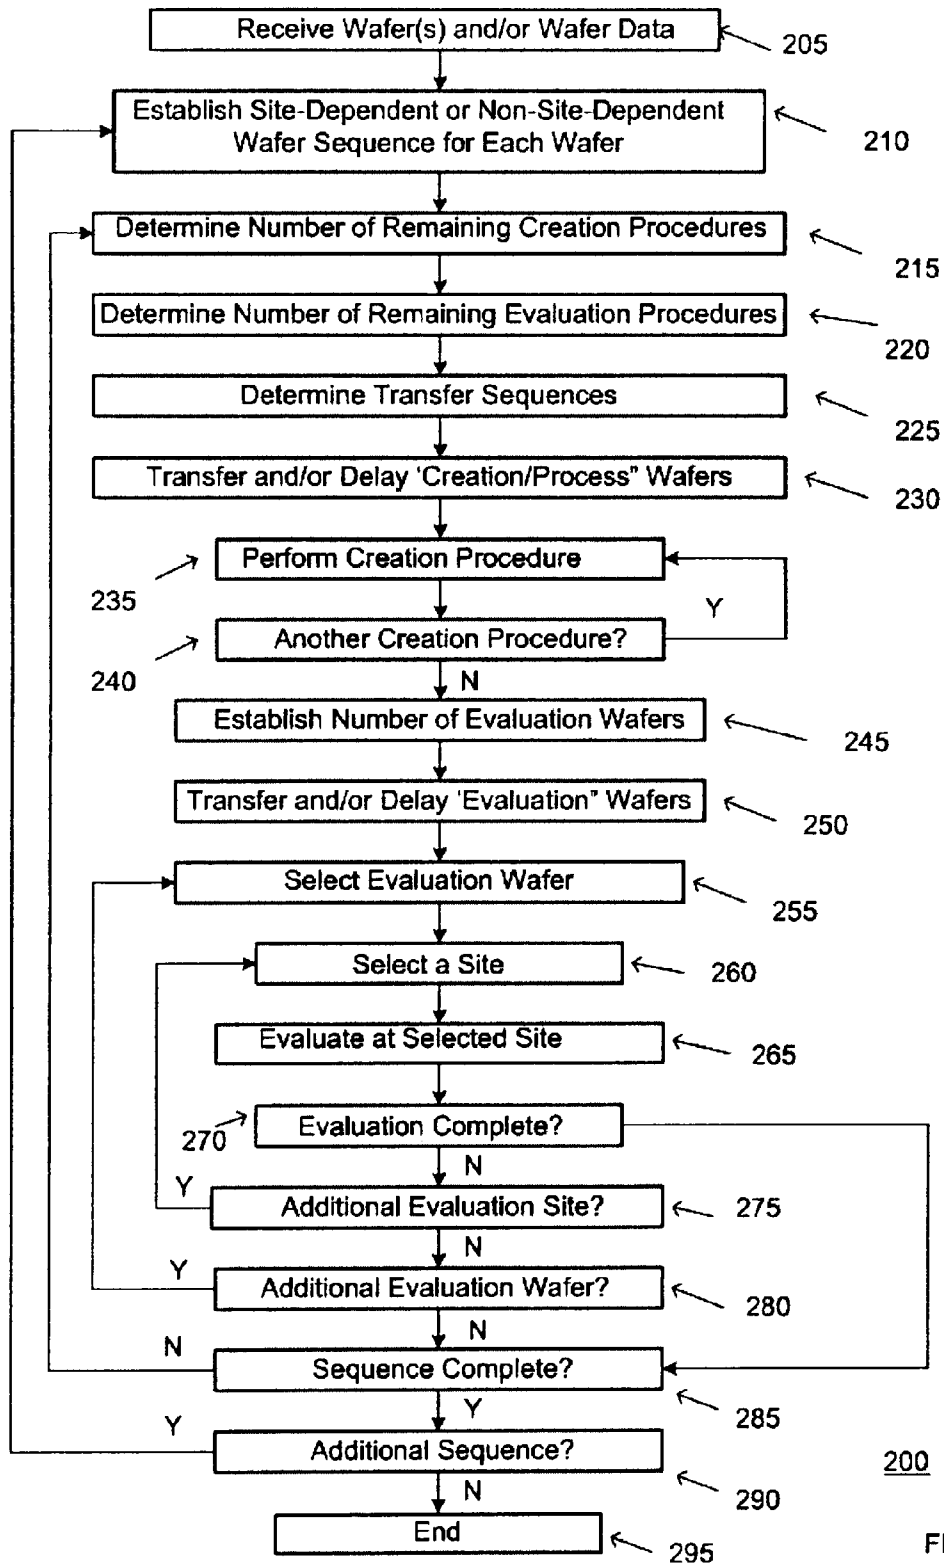 Receive Wafer(s) and/or Wafer Data
205
Establish Site-Dependent or Non-Site-Dependent
Wafer Sequence for Each Wafer
210
Determine Number of Remaining Creation Procedures
215
Determine Number of Remaining Evaluation Procedures
220
Determine Transfer Sequences
225
Transfer and/or Delay 'Creation/Process" Wafers
230
Perform Creation Procedure
235
Y
Another Creation Procedure?
240
N
Establish Number of Evaluation Wafers
245
Transfer and/or Delay 'Evaluation" Wafers
250
Select Evaluation Wafer
255
Select a Site
260
Evaluate at Selected Site
265
Evaluation Complete?
270
N
Y
Additional Evaluation Site?
275
N
Y
Additional Evaluation Wafer?
280
N
N
Sequence Complete?
285
Y
Y
Additional Sequence?
290
200
N
End
295